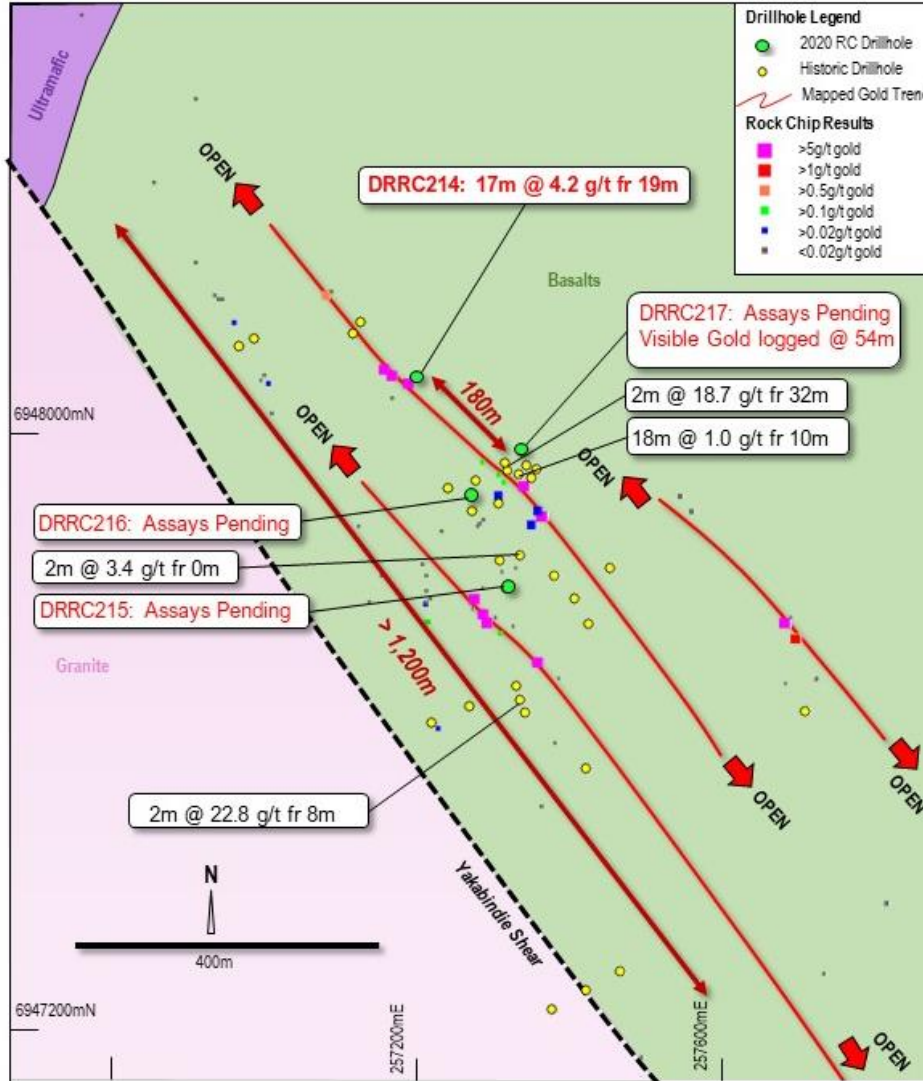 Drillhole Legend
2020 RC Drillhole
Historic Drillhole
Mapped Gold Tren
Rock Chip Results
>5g/t gold
>1g/t gold
>0.5g/t gold
>0.1g/t gold
>0.02g/t gold
<0.02g/t gold
Ultramafic
OPEN
DRRC214: 17m @ 4.2 g/t fr 19m
Basalts
DRRC217: Assays Pending
Visible Gold logged @ 54m
180m
2m @ 18.7 g/t fr 32m
6948000mN
OPEN
18m @ 1.0 g/t fr 10m
OPEN
DRRC216: Assays Pending
2m @ 3.4 g/t fr 0m
DRRC215: Assays Pending
Granite
> 1,200m
OPEN
OPEN
2m @ 22.8 g/t fr 8m
N
Yakabindie Shear
400m
6947200mN
257200mE
257600mE
OPEN